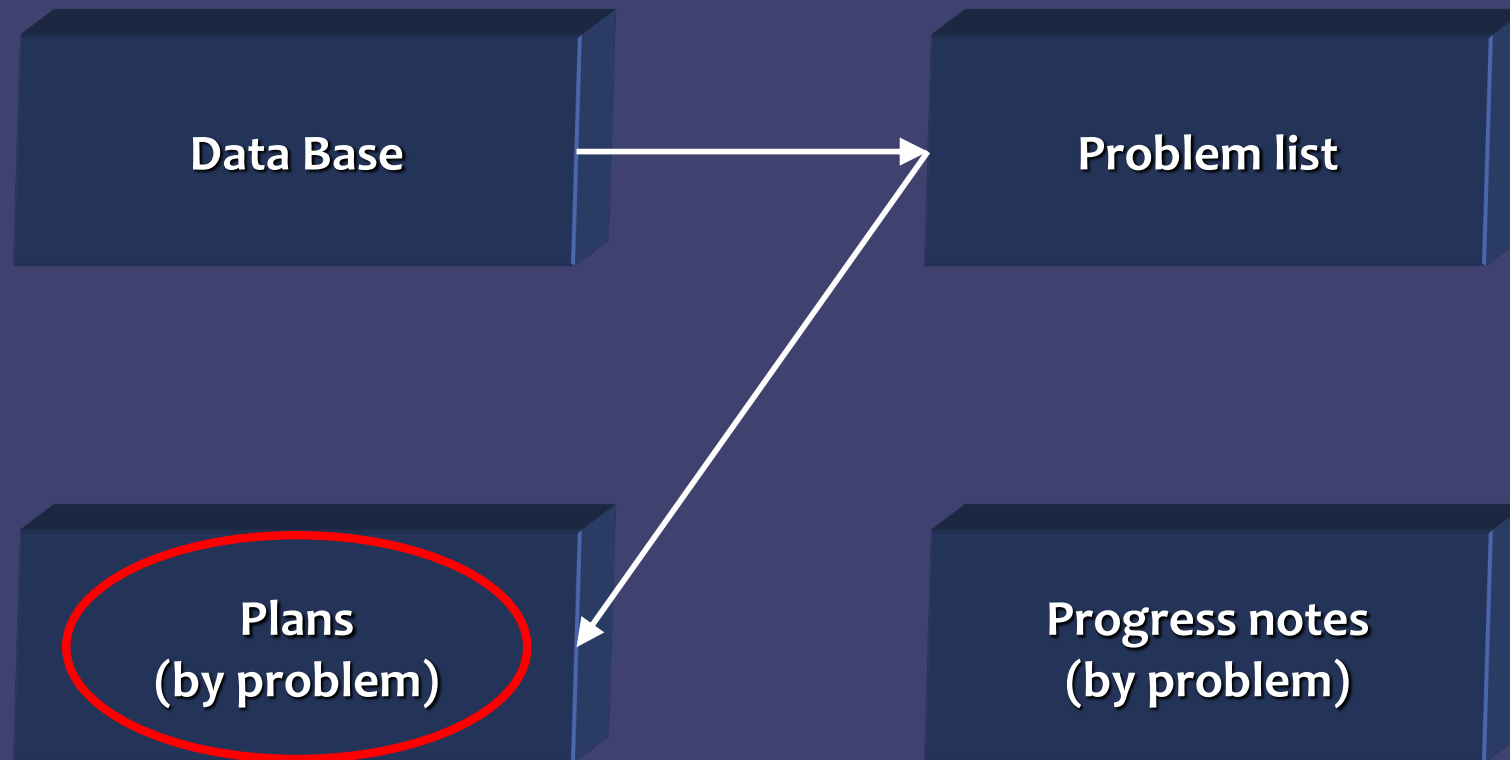 Data Base
Problem list
Plans
(by problem)
Progress notes
(by problem)